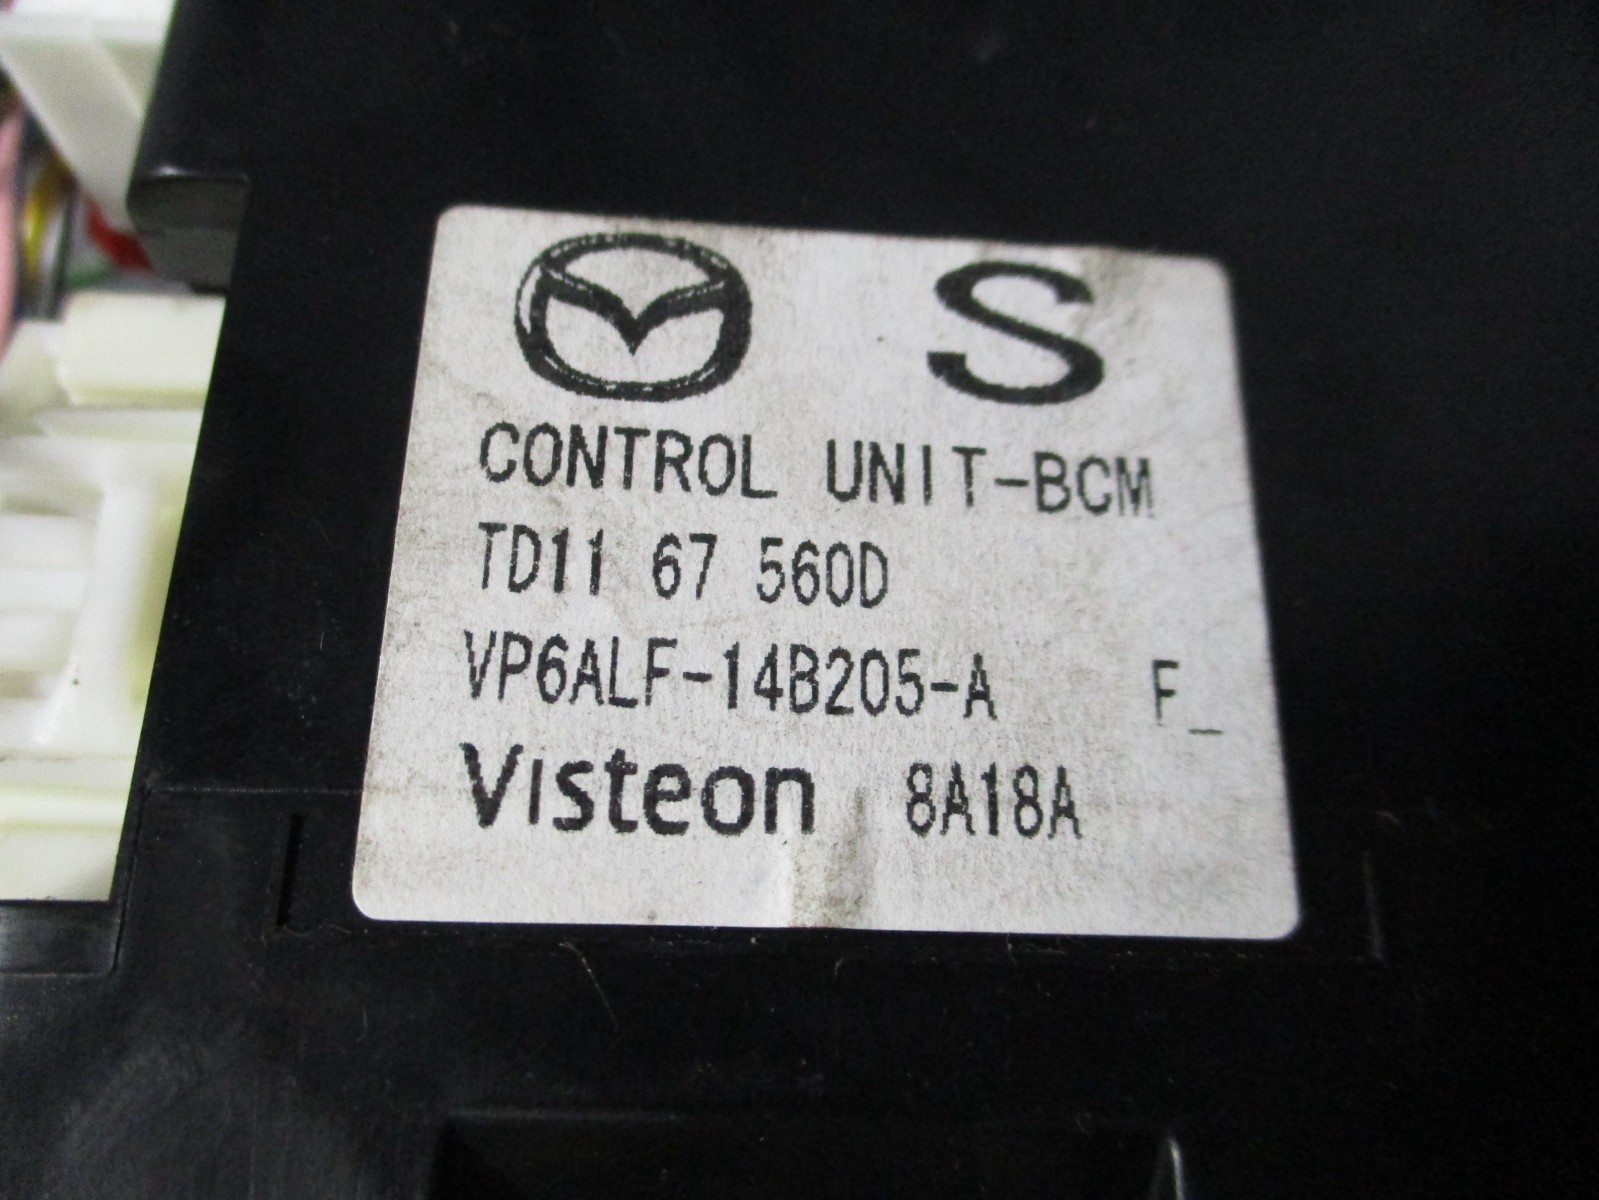 S
CONTROL UNIT-BCM
TD11 67 560D
VP6ALF-14B205-A F_
Visteon 8A18A